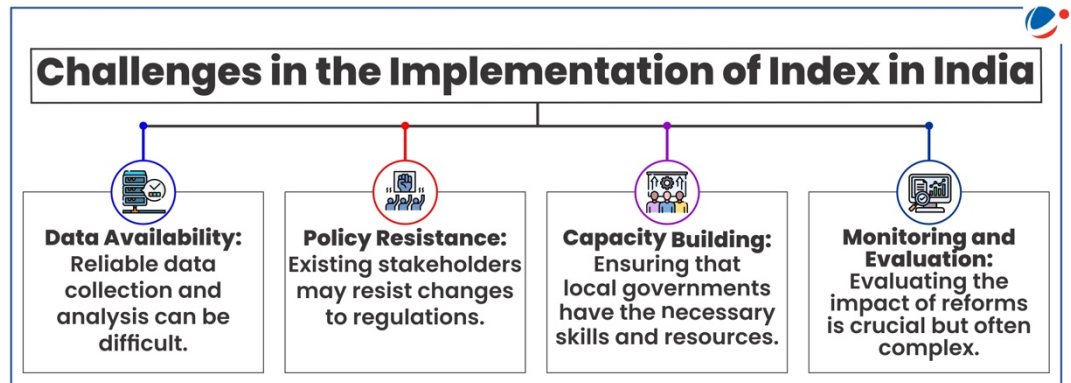 Challenges in the Implementation of Index in India
Data Availability:
Reliable data
collection and
analysis can be
difficult.
Policy Resistance:
Existing stakeholders
may resist changes
to regulations.
Capacity Building:
Ensuring that
local governments
have the necessary
skills and resources.
Monitoring and
Evaluation:
Evaluating the
impact of reforms
is crucial but often
complex.